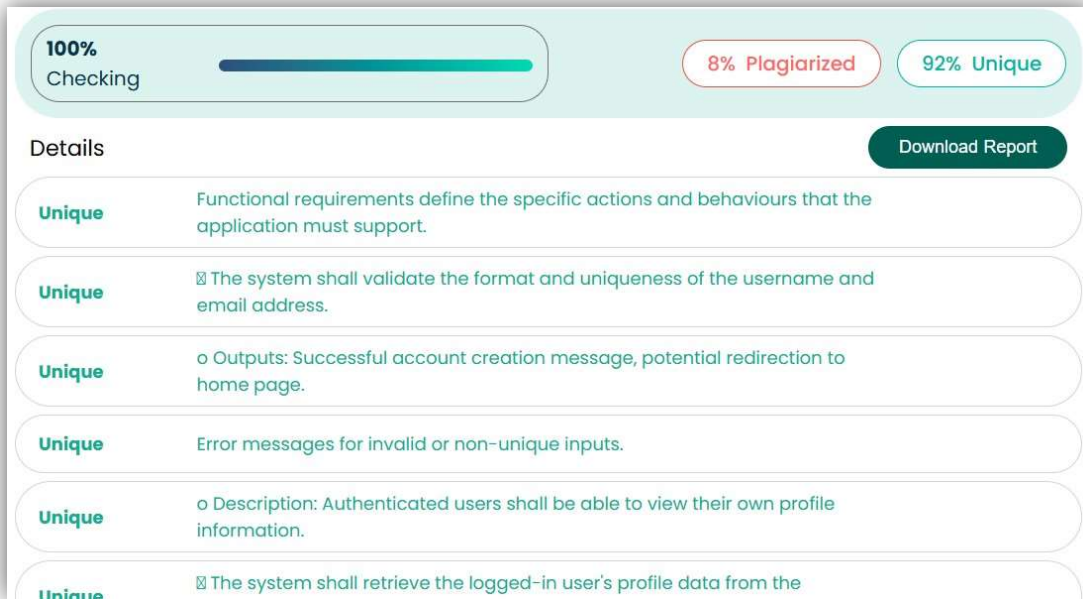 100%
Checking
8% Plagiarized
92% Unique
Details
Download Report
Unique
Functional requirements define the specific actions and behaviours that the
application must support.
Unique
The system shall validate the format and uniqueness of the username and
email address.
Unique
o Outputs: Successful account creation message, potential redirection to
home page.
Unique
Error messages for invalid or non-unique inputs.
Unique
o Description: Authenticated users shall be able to view their own profile
information.
Unique
The system shall retrieve the logged-in user's profile data from the